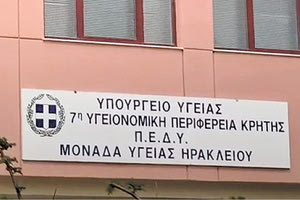 ΥΠΟΥΡΓΕΙΟ ΥΓΕΙΑΣ
7η ΥΓΕΙΟΝΟΜΙΚΗ ΠΕΡΙΦΕΡΕΙΑ ΚΡΗΤΗΣ
Π.Ε.Δ.Υ.
ΜΟΝΑΔΑ ΥΓΕΙΑΣ ΗΡΑΚΛΕΙΟΥ